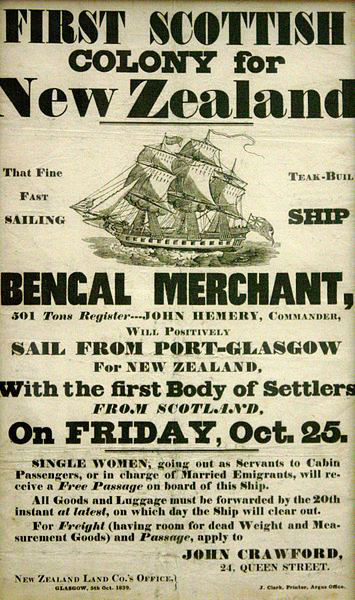 FIRST SCOTTISH
COLONY for
New Zealand
That Fine
Fast
SAILING
Teak-Buil
SHIP
BENGAL MERCHANT,
501 Tons Register---JOHN HEMERY, Commander,
Will Positively
SAIL FROM PORT-GLASGOW
For NEW ZEALAND,
With the first Body of Settlers
FROM SCOTLAND,
On FRIDAY, Oct. 25.
SINGLE WOMEN, going out as Servants to Cabin
Passengers, or in charge of Married Emigrants, will re-
ceive a Free Passage on board of this Ship.
All Goods and Luggage must be forwarded by the 20th
instant at latest, on which day the Ship will clear out.
For Freight (having room for dead Weight and Mea-
surement Goods) and Passage, apply to
JOHN CRAWFORD,
24, QUEEN STREET.
New Zealand Land Co.'s Office,
GLASGOW, 5th Oct. 1839.
J. Clark, Printer, Argus Office.